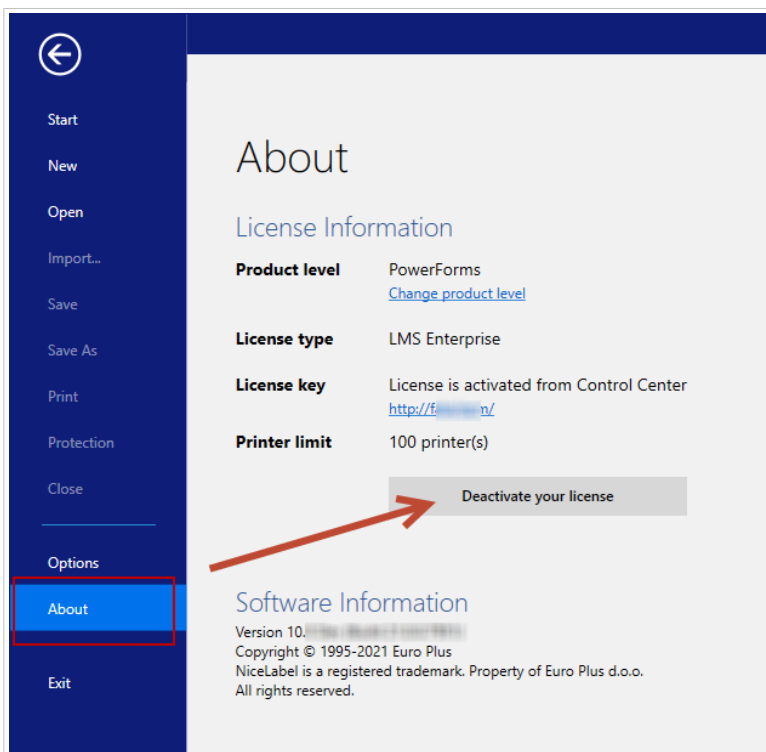 Start
New
Open
Import...
Save
Save As
Print
Protection
Close
Options
About
Exit
About
License Information
Product level PowerForms
Change product level
License type LMS Enterprise
License key License is activated from Control Center
http://f
Printer limit 100 printer(s)
Deactivate your license
Software Information
Version 10.
Copyright © 1995-2021 Euro Plus
NiceLabel is a registered trademark. Property of Euro Plus d.o.o.
All rights reserved.